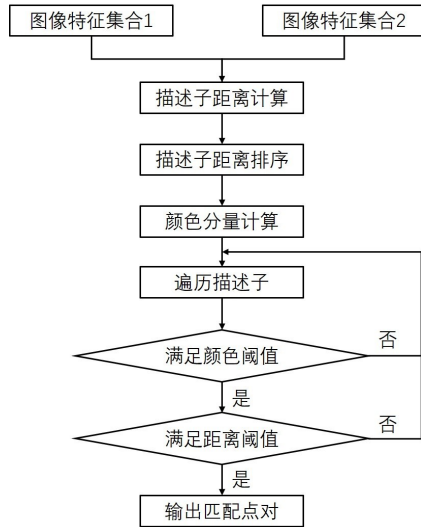 图像特征集合1
图像特征集合2
描述子距离计算
描述子距离排序
颜色分量计算
遍历描述子
满足颜色阈值
否
是
满足距离阈值
否
是
输出匹配点对